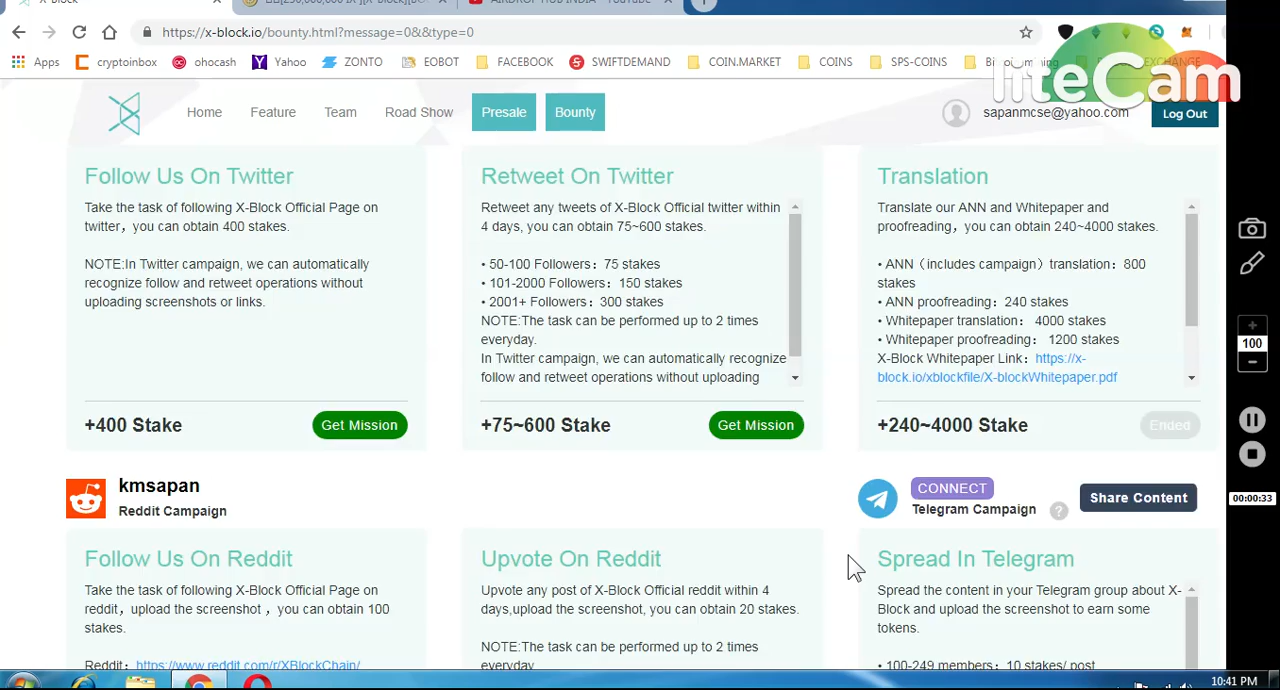 X-Block
AIRDROP HUB INDIA - YouTube
https://x-block.io/bounty.html?message=0&&type=0
Apps cryptoinbox ohocash Yahoo ZONTO EOBOT FACEBOOK SWIFTDEMAND COIN.MARKET COINS SPS-COINS
liteCam
Home Feature Team Road Show Presale Bounty sapanmcse@yahoo.com Log Out
Follow Us On Twitter
Take the task of following X-Block Official Page on
twitter，you can obtain 400 stakes.
NOTE:In Twitter campaign, we can automatically
recognize follow and retweet operations without
uploading screenshots or links.
+400 Stake Get Mission
Retweet On Twitter
Retweet any tweets of X-Block Official twitter within
4 days, you can obtain 75~600 stakes.
• 50-100 Followers：75 stakes
• 101-2000 Followers：150 stakes
• 2001+ Followers：300 stakes
NOTE:The task can be performed up to 2 times
everyday.
In Twitter campaign, we can automatically recognize
follow and retweet operations without uploading
+75~600 Stake Get Mission
Translation
Translate our ANN and Whitepaper and
proofreading，you can obtain 240~4000 stakes.
• ANN（includes campaign）translation：800
stakes
• ANN proofreading：240 stakes
• Whitepaper translation： 4000 stakes
• Whitepaper proofreading： 1200 stakes
X-Block Whitepaper Link：https://x-
block.io/xblockfile/X-blockWhitepaper.pdf
+240~4000 Stake Ended
kmsapan
Reddit Campaign
CONNECT
Telegram Campaign ? Share Content
Follow Us On Reddit
Take the task of following X-Block Official Page on
reddit，upload the screenshot ，you can obtain 100
stakes.
Reddit：https://www.reddit.com/r/XBlockChain/
Upvote On Reddit
Upvote any post of X-Block Official reddit within 4
days,upload the screenshot, you can obtain 20 stakes.
NOTE:The task can be performed up to 2 times
everyday
Spread In Telegram
Spread the content in your Telegram group about X-
Block and upload the screenshot to earn some
tokens.
• 100-249 members：10 stakes/ post
100
00:00:33
10:41 PM